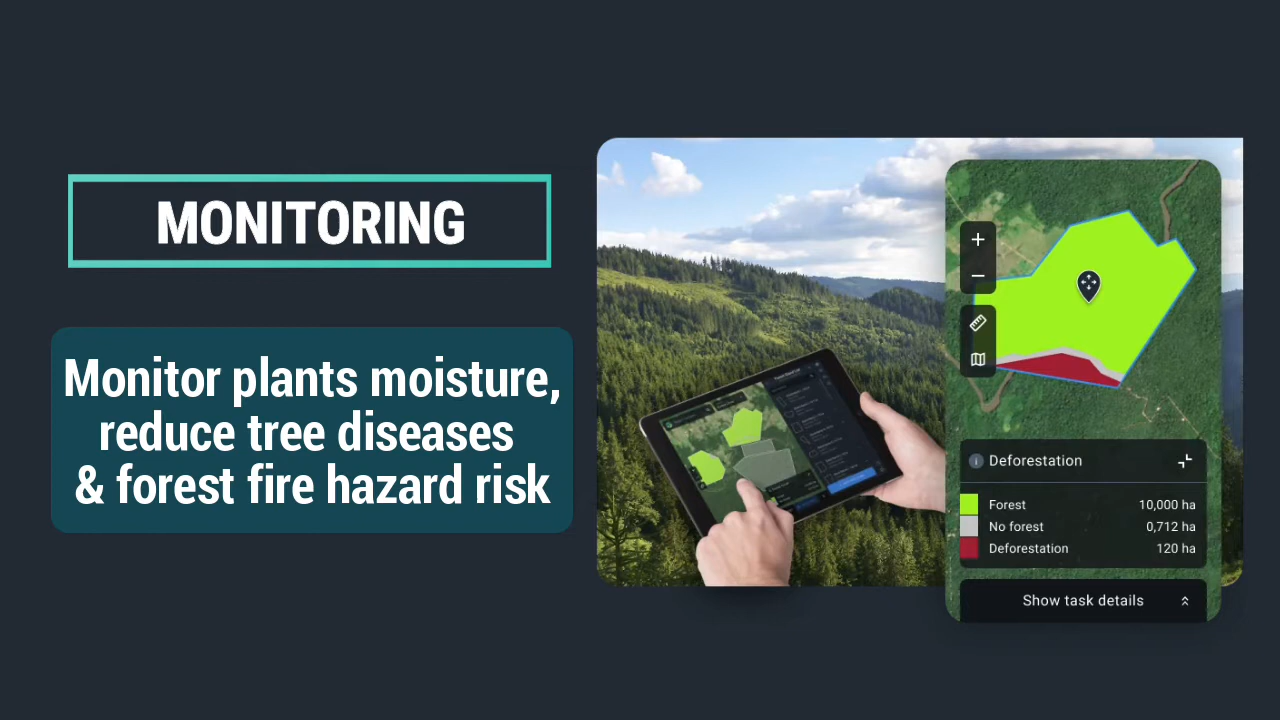 MONITORING
Monitor plants moisture,
reduce tree diseases
& forest fire hazard risk
Deforestation
Forest 10,000 ha
No forest 0,712 ha
Deforestation 120 ha
Show task details